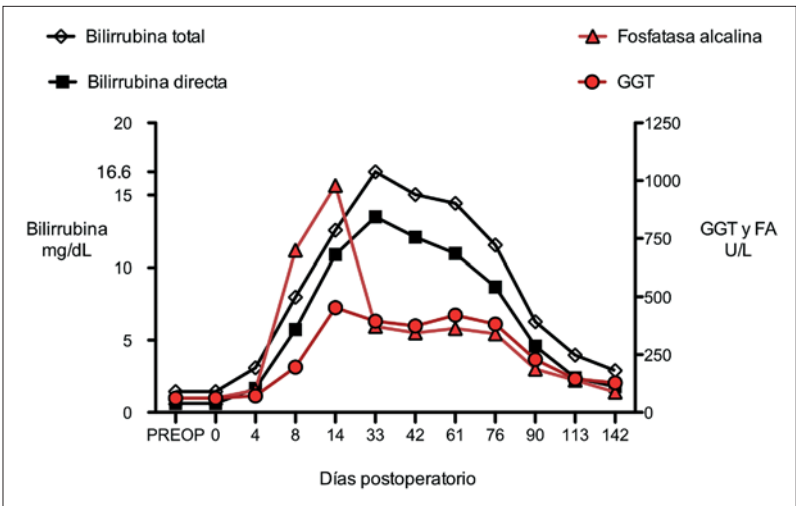 Bilirrubina total
Fosfatasa alcalina
Bilirrubina directa
GGT
20
16.6
15
10
5
0
Bilirrubina
mg/dL
1250
1000
750
500
250
0
GGT y FA
U/L
PREOP 0 4 8 14 33 42 61 76 90 113 142
Días postoperatorio